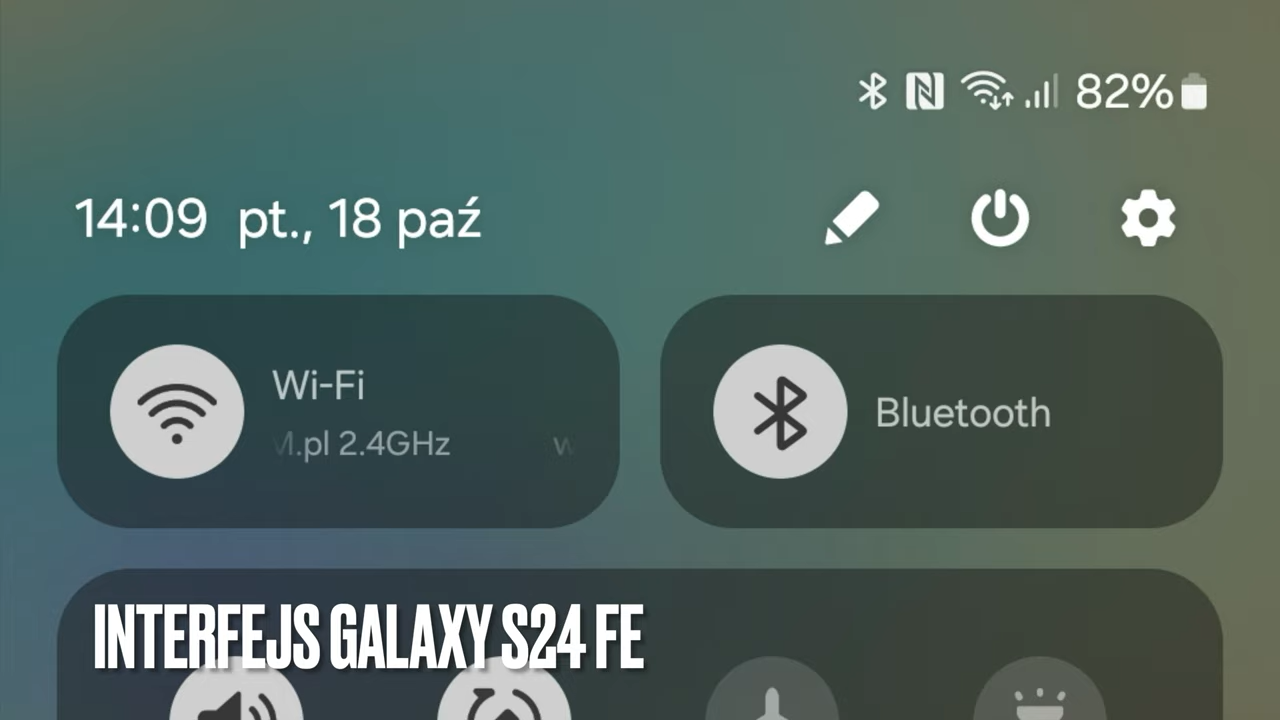 82%
14:09 pt., 18 paź
Wi-Fi
.pl 2.4GHz
Bluetooth
INTERFEJS GALAXY S24 FE